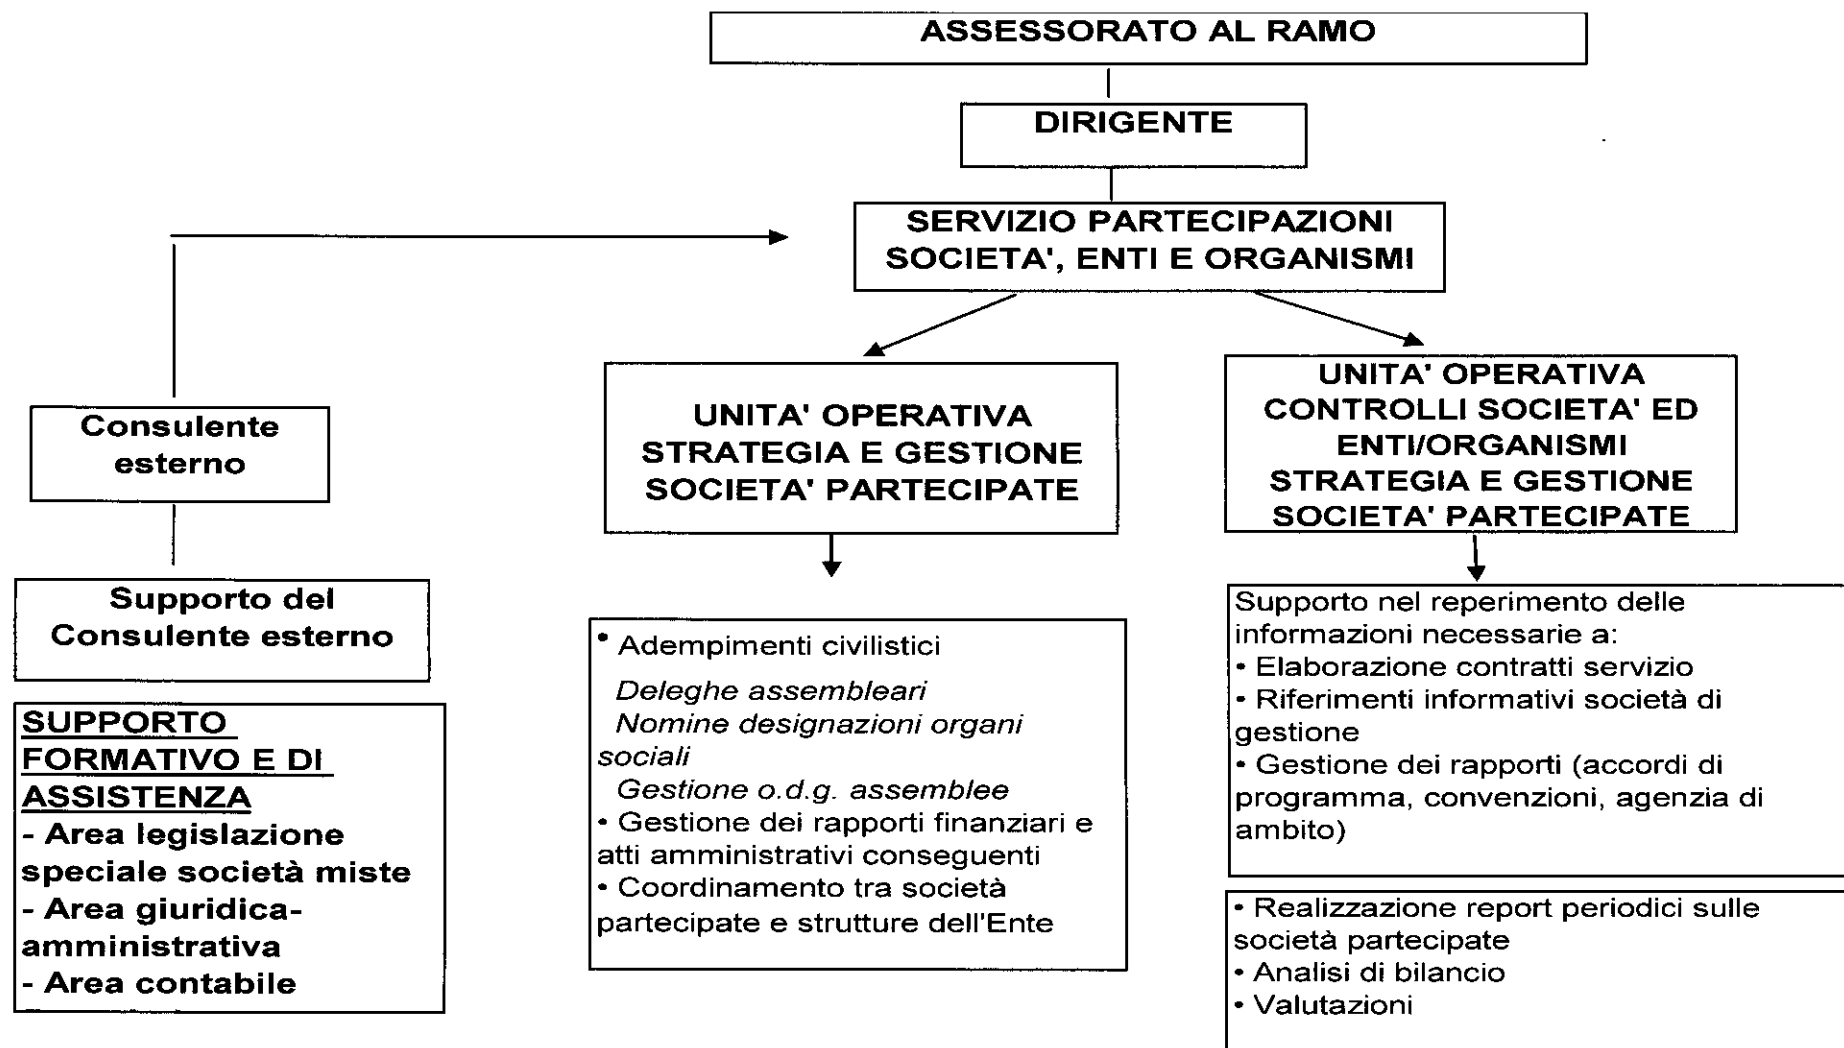 ASSESSORATO AL RAMO
DIRIGENTE
SERVIZIO PARTECIPAZIONI
SOCIETA', ENTI E ORGANISMI
Consulente
esterno
Supporto del
Consulente esterno
SUPPORTO
FORMATIVO E DI
ASSISTENZA
- Area legislazione
speciale società miste
- Area giuridica-
amministrativa
- Area contabile
UNITA' OPERATIVA
STRATEGIA E GESTIONE
SOCIETA' PARTECIPATE
• Adempimenti civilistici
Deleghe assembleari
Nomine designazioni organi
sociali
Gestione o.d.g. assemblee
• Gestione dei rapporti finanziari e
atti amministrativi conseguenti
• Coordinamento tra società
partecipate e strutture dell'Ente
UNITA' OPERATIVA
CONTROLLI SOCIETA' ED
ENTI/ORGANISMI
STRATEGIA E GESTIONE
SOCIETA' PARTECIPATE
Supporto nel reperimento delle
informazioni necessarie a:
• Elaborazione contratti servizio
• Riferimenti informativi società di
gestione
• Gestione dei rapporti (accordi di
programma, convenzioni, agenzia di
ambito)
• Realizzazione report periodici sulle
società partecipate
• Analisi di bilancio
• Valutazioni